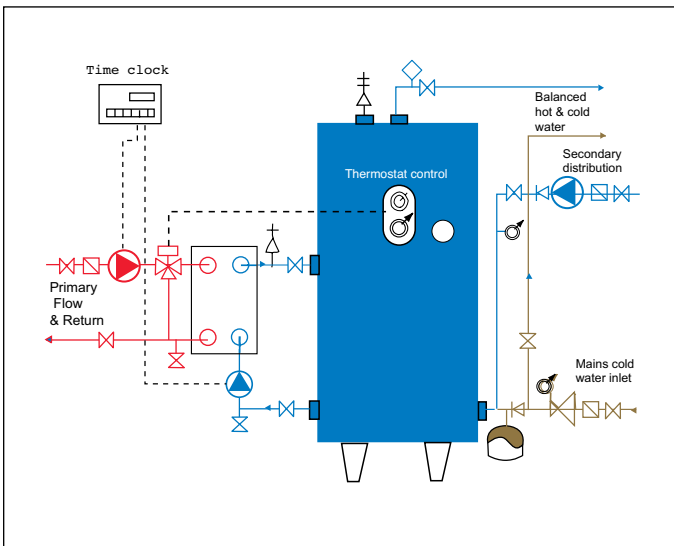 Time clock
Balanced
hot & cold
water
Secondary
distribution
Thermostat control
Primary
Flow
& Return
Mains cold
water inlet